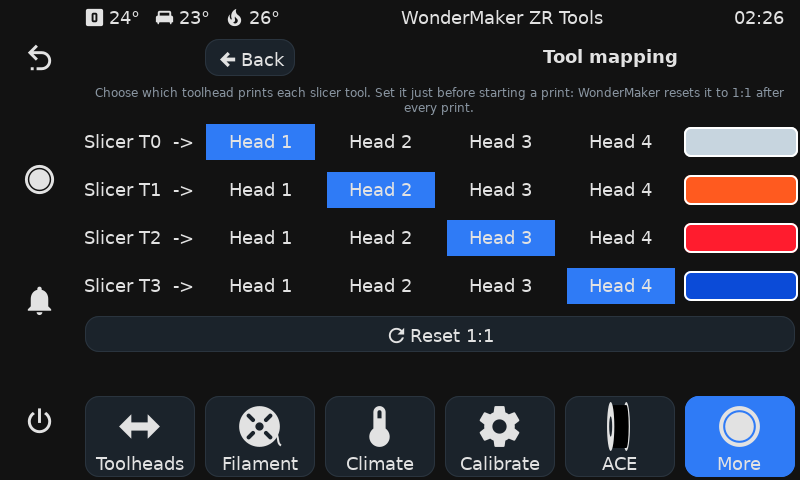 0 24° 23° 26° WonderMaker ZR Tools 02:26
Back Tool mapping
Choose which toolhead prints each slicer tool. Set it just before starting a print: WonderMaker resets it to 1:1 after
every print.
Slicer T0 -> Head 1 Head 2 Head 3 Head 4
Slicer T1 -> Head 1 Head 2 Head 3 Head 4
Slicer T2 -> Head 1 Head 2 Head 3 Head 4
Slicer T3 -> Head 1 Head 2 Head 3 Head 4
Reset 1:1
Toolheads Filament Climate Calibrate ACE More